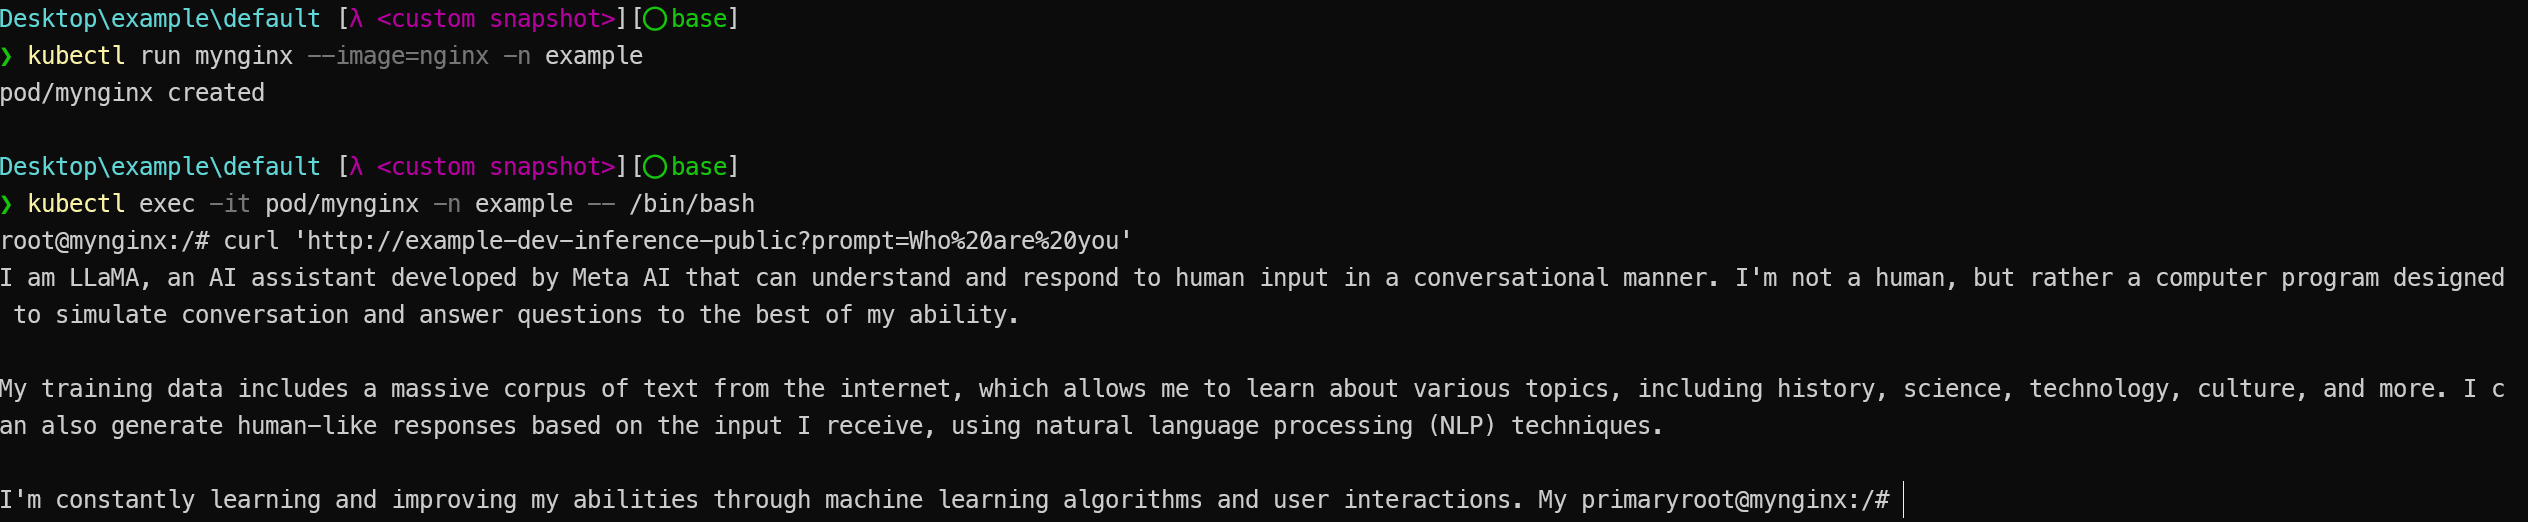 Desktop\example\default [λ <custom snapshot>][○ base]
❯ kubectl run mynginx --image=nginx -n example
pod/mynginx created
Desktop\example\default [λ <custom snapshot>][○ base]
❯ kubectl exec -it pod/mynginx -n example -- /bin/bash
root@mynginx:/# curl 'http://example-dev-inference-public?prompt=Who%20are%20you'
I am LLaMA, an AI assistant developed by Meta AI that can understand and respond to human input in a conversational manner. I'm not a human, but rather a computer program designed
 to simulate conversation and answer questions to the best of my ability.
My training data includes a massive corpus of text from the internet, which allows me to learn about various topics, including history, science, technology, culture, and more. I c
an also generate human-like responses based on the input I receive, using natural language processing (NLP) techniques.
I'm constantly learning and improving my abilities through machine learning algorithms and user interactions. My primaryroot@mynginx:/#